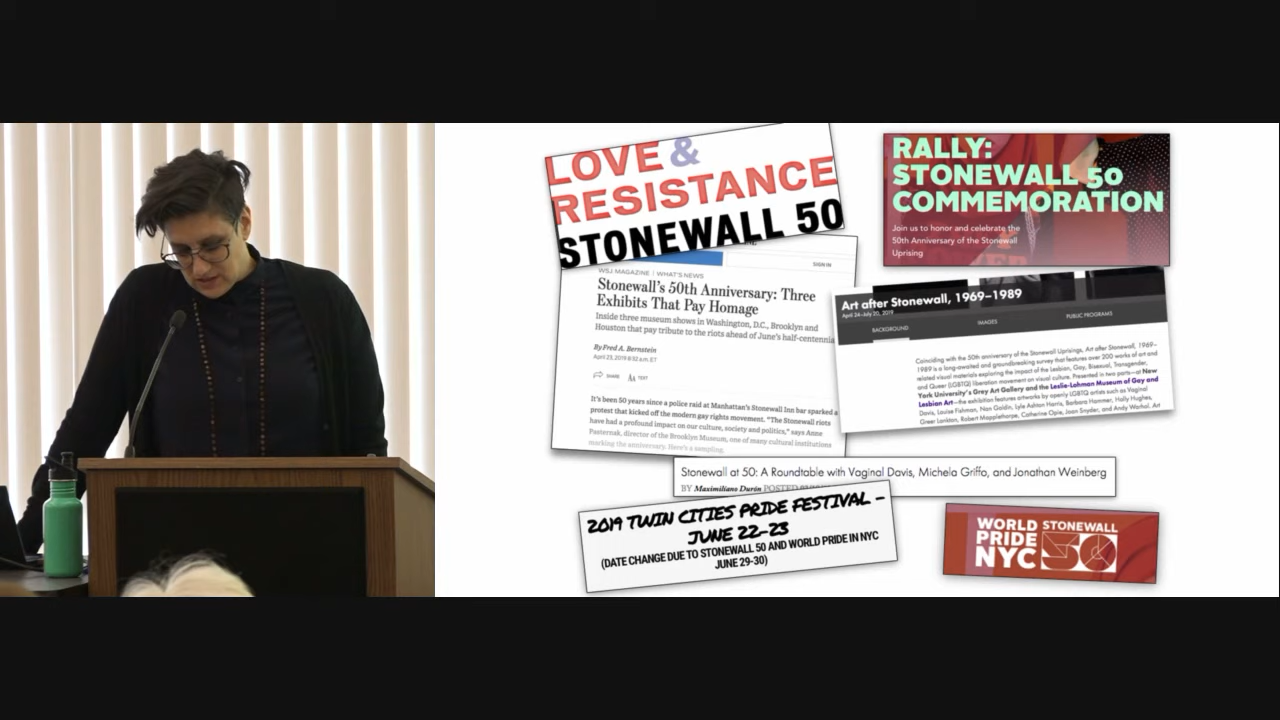 LOVE &
RESISTANCE
STONEWALL 50
SIGN IN
WSJ MAGAZINE | WHAT'S NEWS
Stonewall's 50th Anniversary: Three
Exhibits That Pay Homage
Inside three museum shows in Washington, D.C., Brooklyn and
Houston that pay tribute to the riots ahead of June's half-centennial
By Fred A. Bernstein
April 23, 2019 8:32 a.m. ET
SHARE
AA TEXT
It's been 50 years since a police raid at Manhattan's Stonewall Inn bar sparked a
protest that kicked off the modern gay rights movement. "The Stonewall riots
have had a profound impact on our culture, society and politics," says Anne
Pasternak, director of the Brooklyn Museum, one of many cultural institutions
marking the anniversary. Here's a sampling.
RALLY:
STONEWALL 50
COMMEMORATION
Join us to honor and celebrate the
50th Anniversary of the Stonewall
Uprising
Art after Stonewall, 1969–1989
April 24–July 20, 2019
BACKGROUND
IMAGES
PUBLIC PROGRAMS
Coinciding with the 50th anniversary of the Stonewall Uprisings, Art after Stonewall, 1969–
1989 is a long-awaited and groundbreaking survey that features over 200 works of art and
related visual materials exploring the impact of the Lesbian, Gay, Bisexual, Transgender,
and Queer (LGBTQ) liberation movement on visual culture. Presented in two parts—at New
York University's Grey Art Gallery and the Leslie-Lohman Museum of Gay and
Lesbian Art—the exhibition features artworks by openly LGBTQ artists such as Vaginal
Davis, Louise Fishman, Nan Goldin, Lyle Ashton Harris, Barbara Hammer, Holly Hughes,
Greer Lankton, Robert Mapplethorpe, Catherine Opie, Joan Snyder, and Andy Warhol. Art
Stonewall at 50: A Roundtable with Vaginal Davis, Michela Griffo, and Jonathan Weinberg
BY Maximilíano Durón POSTED
2019 TWIN CITIES PRIDE FESTIVAL –
JUNE 22-23
(DATE CHANGE DUE TO STONEWALL 50 AND WORLD PRIDE IN NYC
JUNE 29-30)
WORLD
PRIDE
NYC
STONEWALL
50